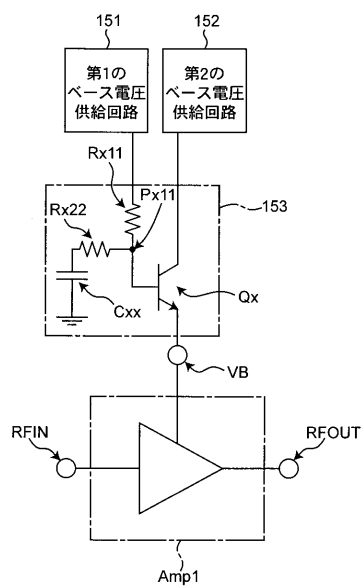 151
152
第1の
ベース電圧
供給回路
第2の
ベース電圧
供給回路
Rx11
Px11
Rx22
153
Cxx
Qx
VB
RFIN
RFOUT
Amp1